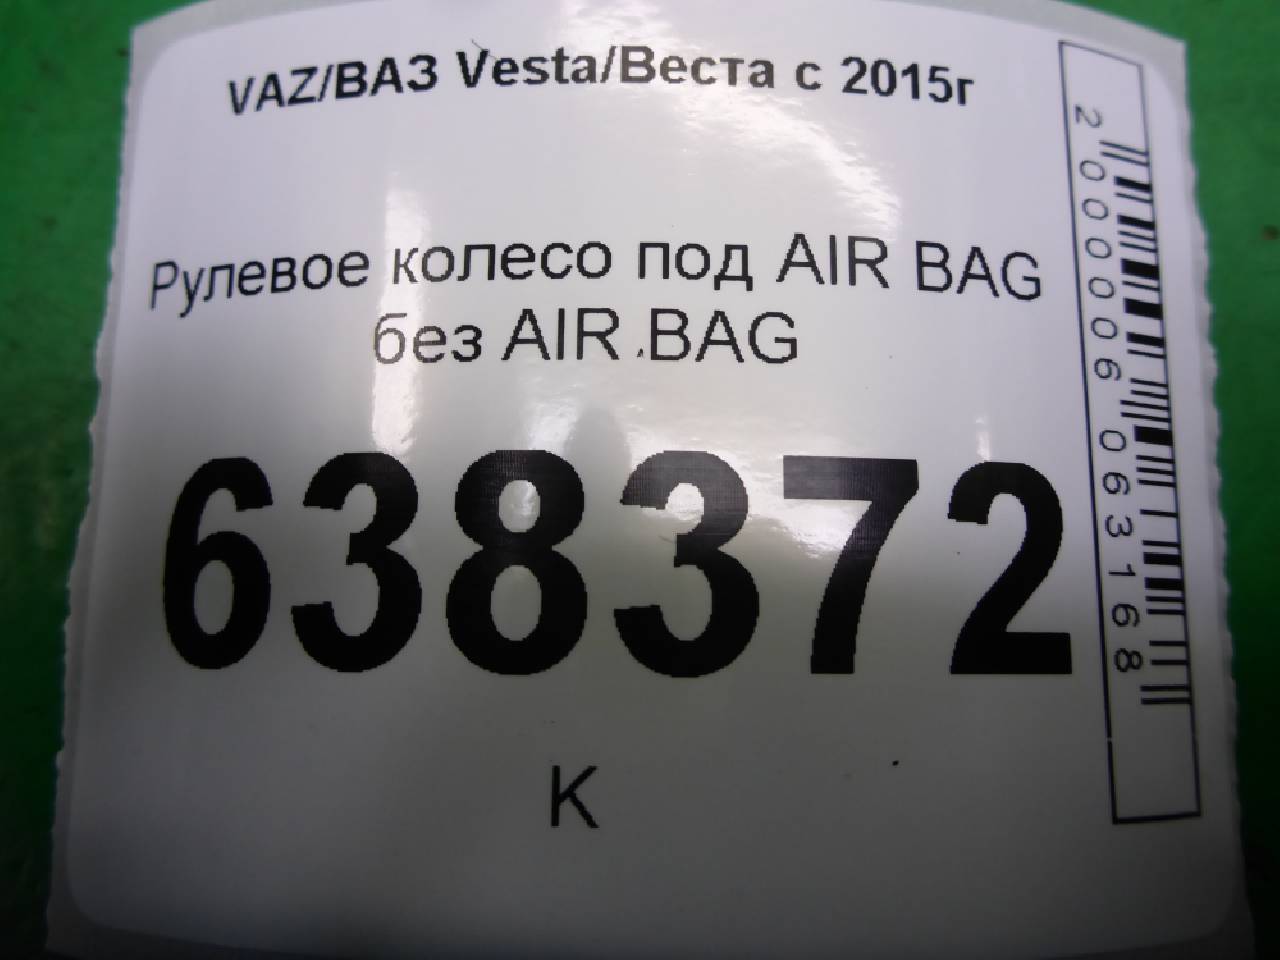 VAZ/ВАЗ Vesta/Веста с 2015г
Рулевое колесо под AIR BAG
без AIR BAG
638372
К
2000006063168